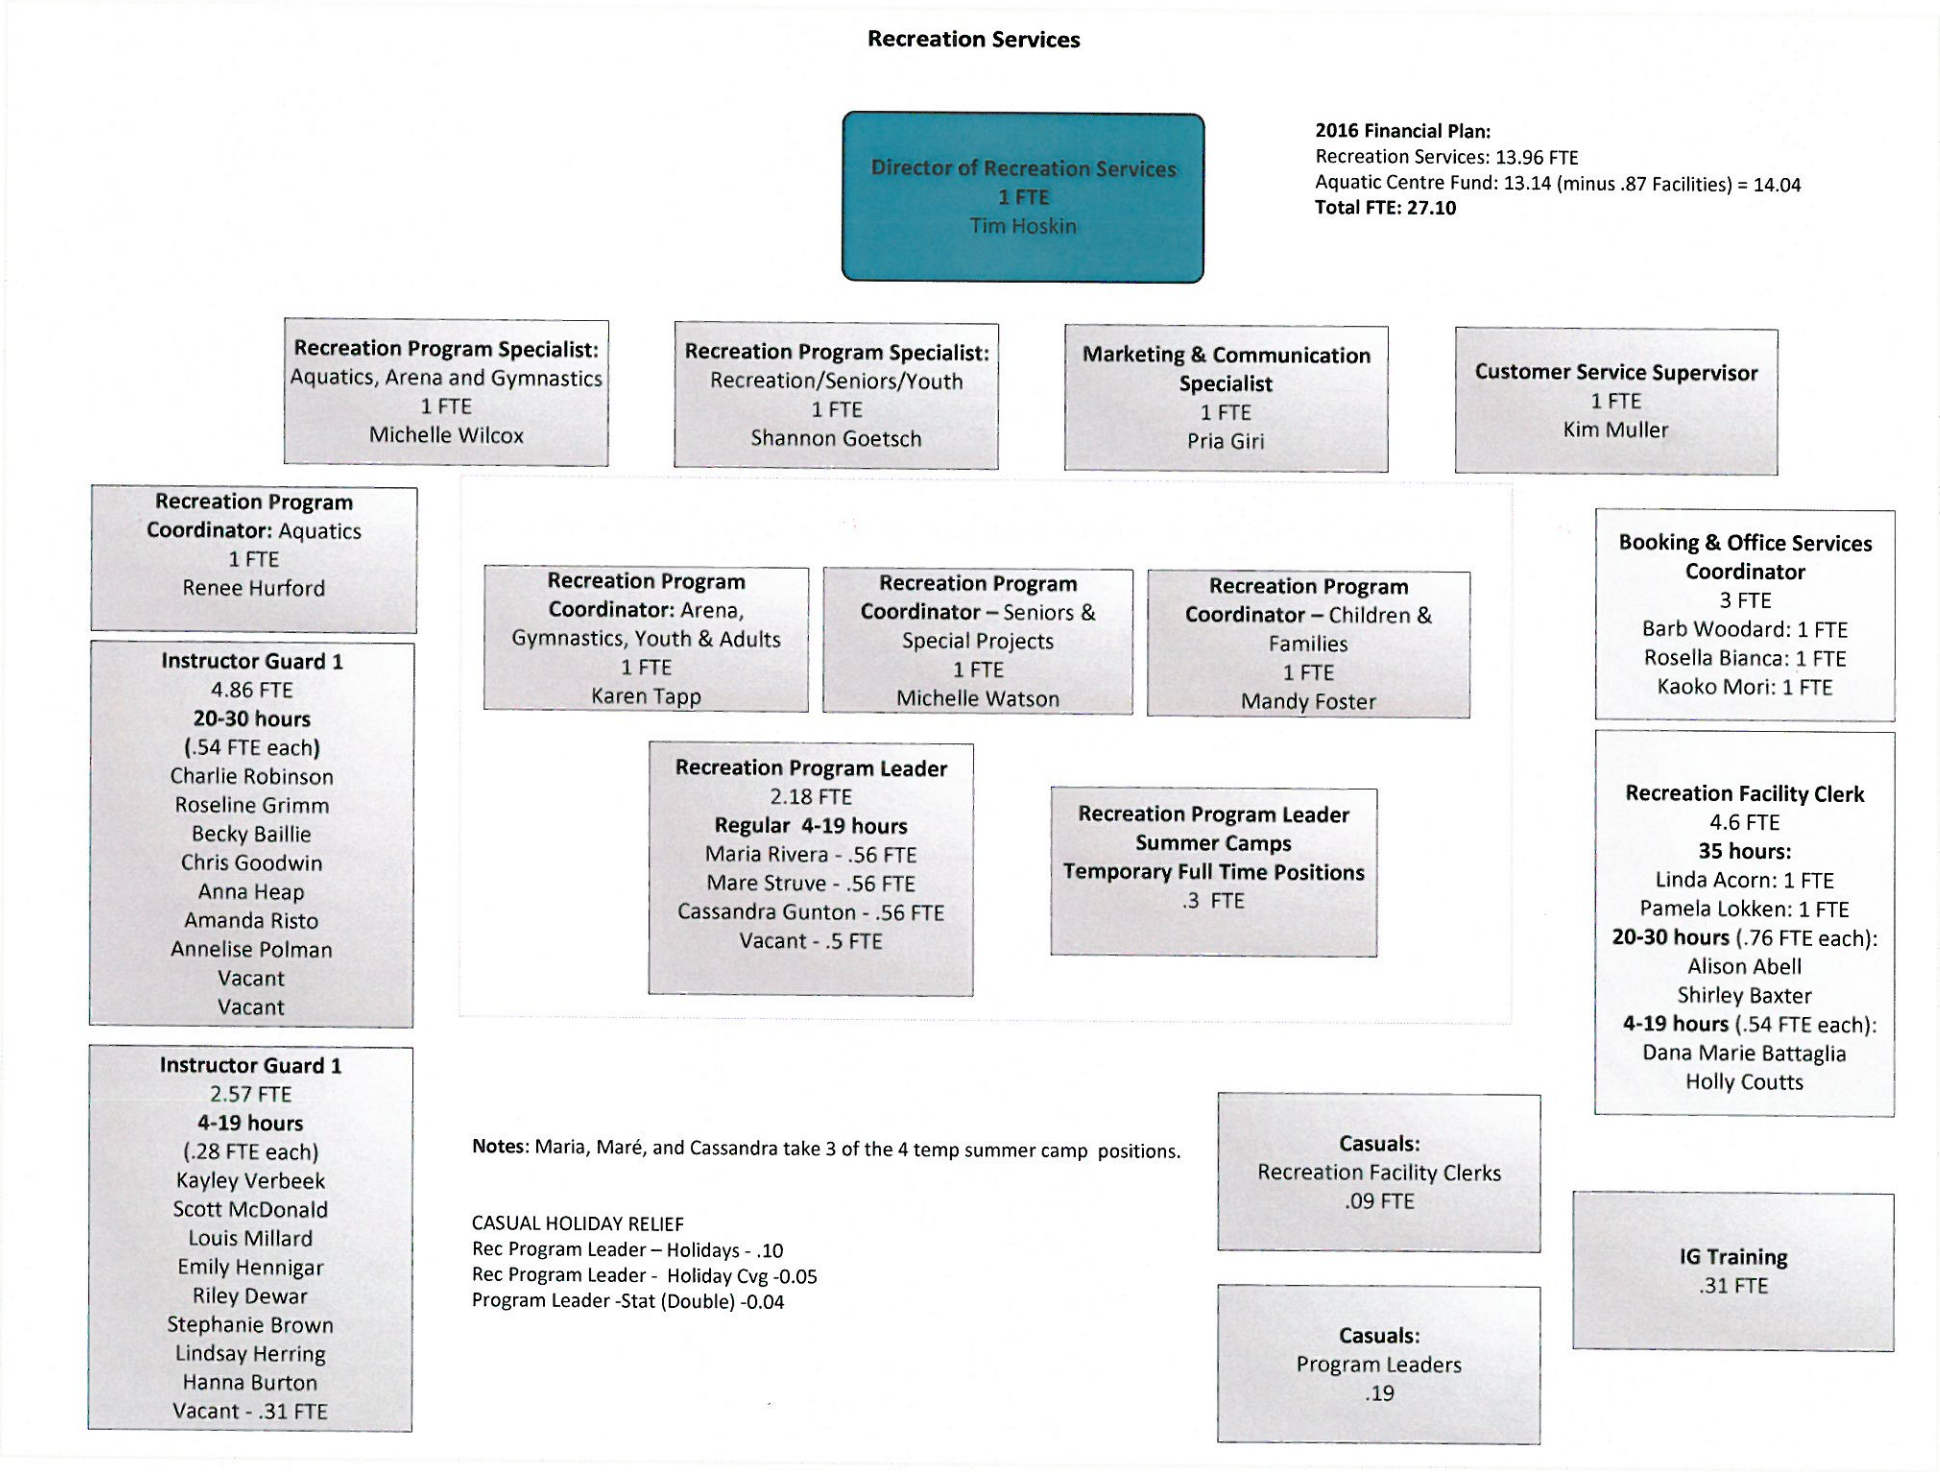 Recreation Services
Director of Recreation Services
1 FTE
Tim Hoskin
2016 Financial Plan:
Recreation Services: 13.96 FTE
Aquatic Centre Fund: 13.14 (minus .87 Facilities) = 14.04
Total FTE: 27.10
Recreation Program Specialist:
Aquatics, Arena and Gymnastics
1 FTE
Michelle Wilcox
Recreation Program Specialist:
Recreation/Seniors/Youth
1 FTE
Shannon Goetsch
Marketing & Communication
Specialist
1 FTE
Pria Giri
Customer Service Supervisor
1 FTE
Kim Muller
Recreation Program
Coordinator: Aquatics
1 FTE
Renee Hurford
Instructor Guard 1
4.86 FTE
20-30 hours
(.54 FTE each)
Charlie Robinson
Roseline Grimm
Becky Baillie
Chris Goodwin
Anna Heap
Amanda Risto
Annelise Polman
Vacant
Vacant
Instructor Guard 1
2.57 FTE
4-19 hours
(.28 FTE each)
Kayley Verbeek
Scott McDonald
Louis Millard
Emily Hennigar
Riley Dewar
Stephanie Brown
Lindsay Herring
Hanna Burton
Vacant - .31 FTE
Recreation Program
Coordinator: Arena,
Gymnastics, Youth & Adults
1 FTE
Karen Tapp
Recreation Program
Coordinator – Seniors &
Special Projects
1 FTE
Michelle Watson
Recreation Program
Coordinator – Children &
Families
1 FTE
Mandy Foster
Recreation Program Leader
2.18 FTE
Regular 4-19 hours
Maria Rivera - .56 FTE
Mare Struve - .56 FTE
Cassandra Gunton - .56 FTE
Vacant - .5 FTE
Recreation Program Leader
Summer Camps
Temporary Full Time Positions
.3 FTE
Booking & Office Services
Coordinator
3 FTE
Barb Woodard: 1 FTE
Rosella Bianca: 1 FTE
Kaoko Mori: 1 FTE
Recreation Facility Clerk
4.6 FTE
35 hours:
Linda Acorn: 1 FTE
Pamela Lokken: 1 FTE
20-30 hours (.76 FTE each):
Alison Abell
Shirley Baxter
4-19 hours (.54 FTE each):
Dana Marie Battaglia
Holly Coutts
Notes: Maria, Maré, and Cassandra take 3 of the 4 temp summer camp positions.
CASUAL HOLIDAY RELIEF
Rec Program Leader – Holidays - .10
Rec Program Leader - Holiday Cvg -0.05
Program Leader -Stat (Double) -0.04
Casuals:
Recreation Facility Clerks
.09 FTE
Casuals:
Program Leaders
.19
IG Training
.31 FTE